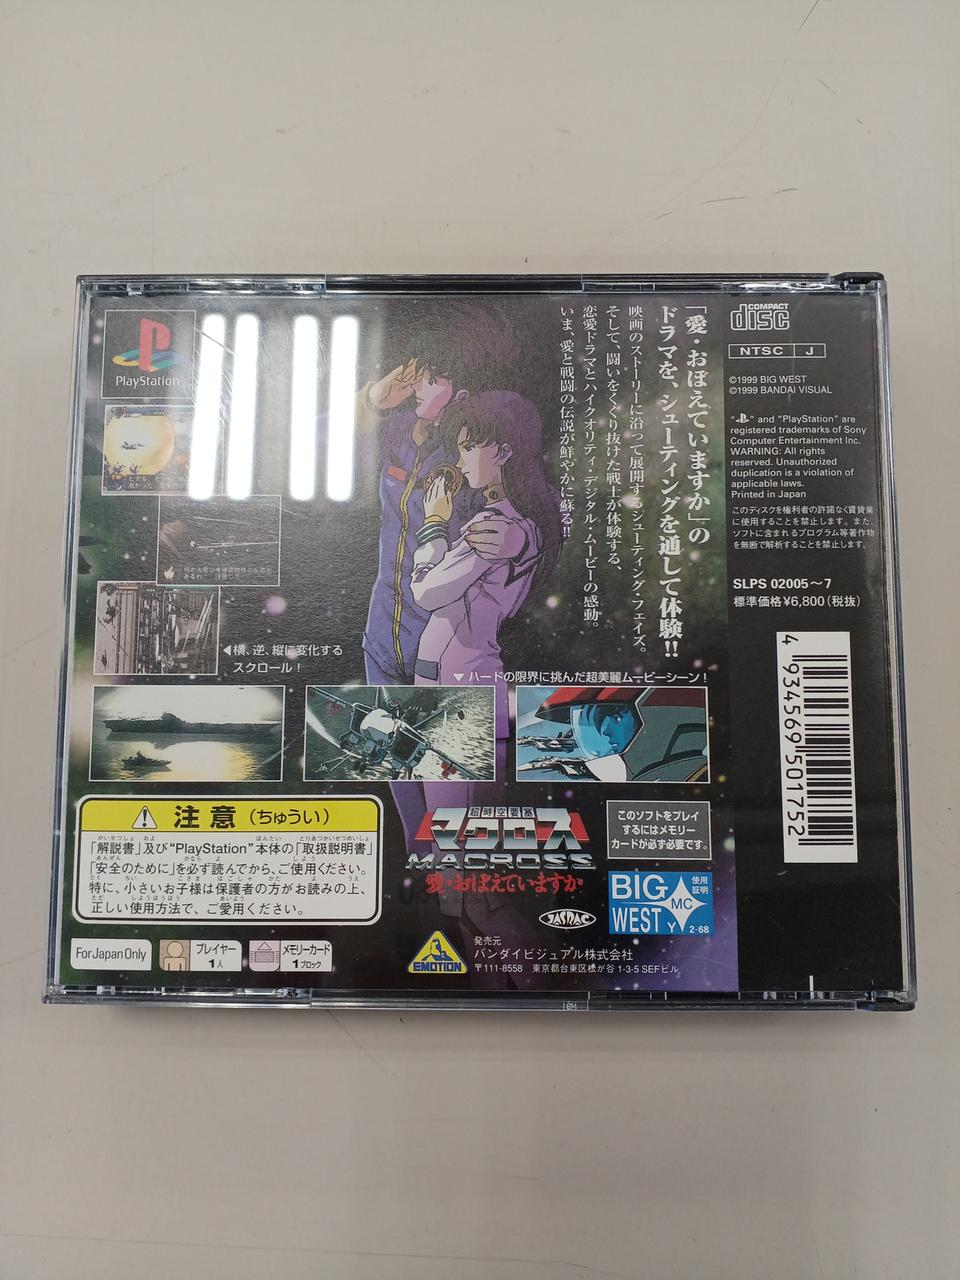 PlayStation
「愛・おぼえていますか」の
ドラマを、シューティングを通して体験!!
映画のストーリーに沿って展開するシューティング・フェイズ。
そして、闘いをくぐり抜けた戦士が体験する、
恋愛ドラマとハイクオリティ・デジタル・ムービーの感動。
いま、愛と戦闘の伝説が鮮やかに蘇る!!
◀横、逆、縦に変化する
スクロール!
▼ハードの限界に挑んだ超美麗ムービーシーン!
COMPACT
disc
NTSC J
©1999 BIG WEST
©1999 BANDAI VISUAL
"PS" and "PlayStation" are
registered trademarks of Sony
Computer Entertainment Inc.
WARNING: All rights
reserved. Unauthorized
duplication is a violation of
applicable laws.
Printed in Japan
このディスクを権利者の許諾なく賃貸業
に使用することを禁止します。また、
ソフトに含まれるプログラム等著作物
を無断で解析することを禁止します。
SLPS 02005〜7
標準価格¥6,800(税抜)
4 934569 501752
注意(ちゅうい)
「解説書」及び"PlayStation"本体の「取扱説明書」
「安全のために」を必ず読んでから、ご使用ください。
特に、小さいお子様は保護者の方がお読みの上、
正しい使用方法で、ご愛用ください。
超時空要塞
マクロス
MACROSS
愛・おぼえていますか
このソフトをプレイ
するにはメモリー
カードが必ず必要です。
BIG
WEST
使用
証明
MC
Y 2-68
JASRAC
For Japan Only
プレイヤー
1人
メモリーカード
1ブロック
EMOTION
発売元
バンダイビジュアル株式会社
〒111-8558 東京都台東区松が谷 1-3-5 SEFビル